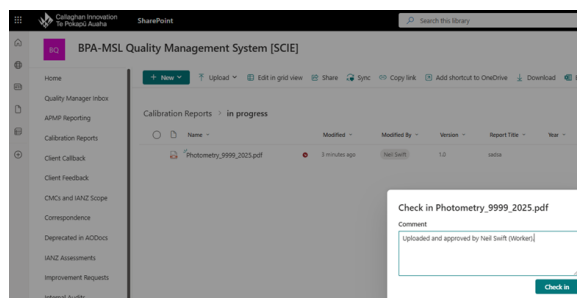 Callaghan Innovation
Te Pokapū Auaha
SharePoint
Search this library
BQ
BPA-MSL Quality Management System [SCIE]
Home
Quality Manager Inbox
APMP Reporting
Calibration Reports
Client Callback
Client Feedback
CMCs and IANZ Scope
Correspondence
Deprecated in AODocs
IANZ Assessments
Improvement Requests
Internal Audits
+ New
Upload
Edit in grid view
Share
Sync
Copy link
Add shortcut to OneDrive
Download
Calibration Reports > in progress
Name
Modified
Modified By
Version
Report Title
Year
Photometry_9999_2025.pdf
3 minutes ago
Neil Swift
1.0
Check in Photometry_9999_2025.pdf
Comment
Uploaded and approved by Neil Swift (Worker).
Check in